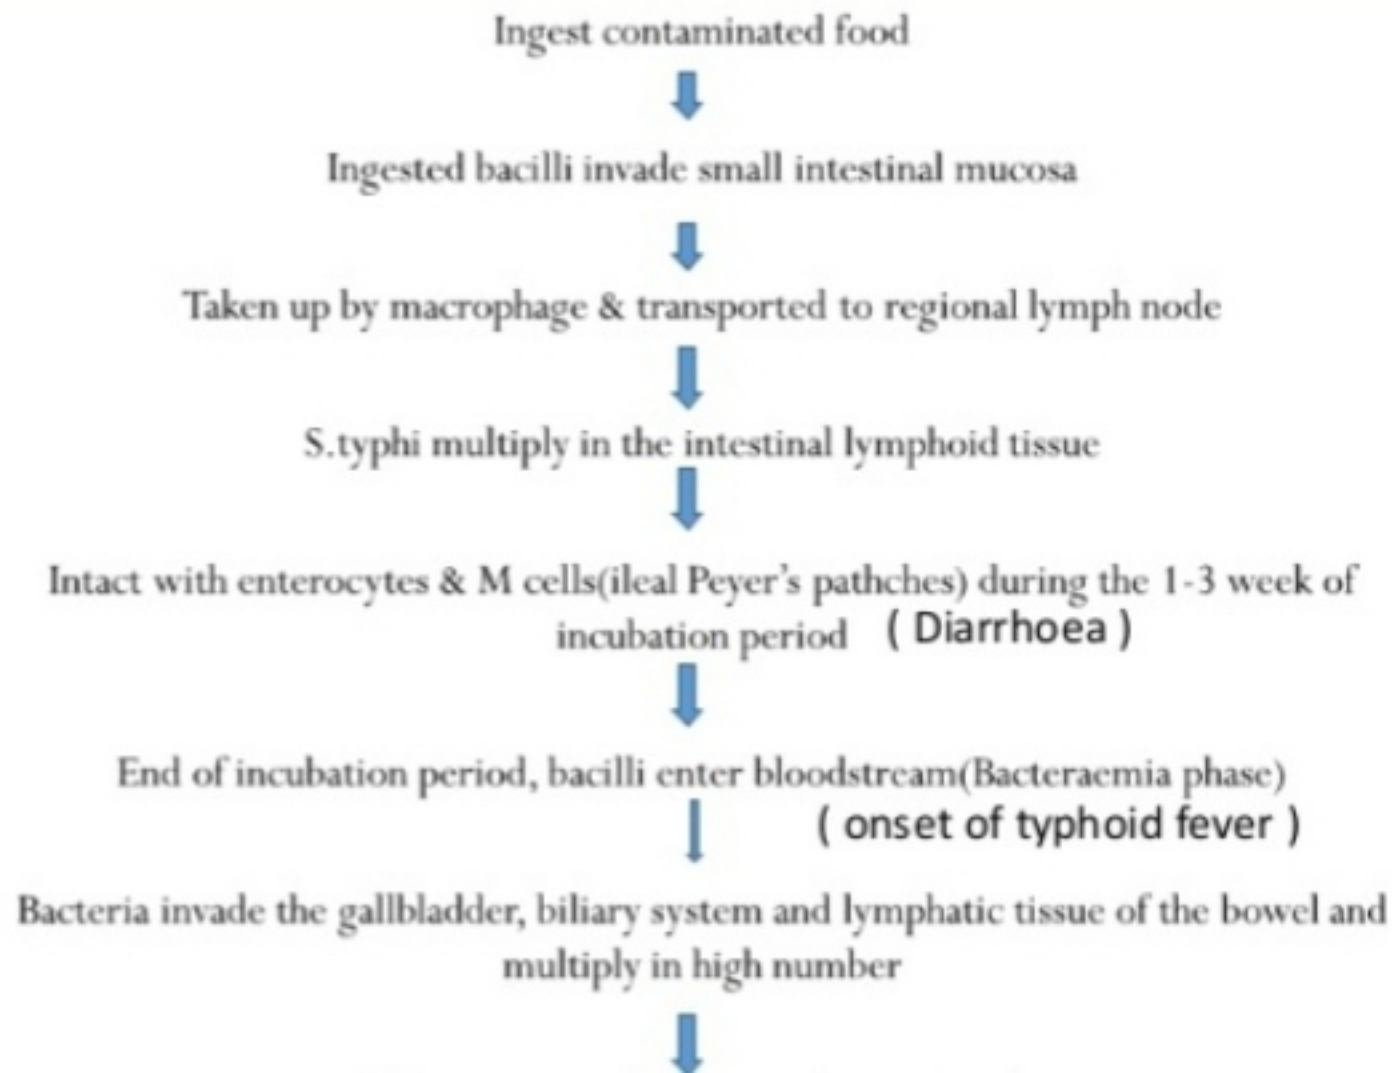 Ingest contaminated food
Ingested bacilli invade small intestinal mucosa
Taken up by macrophage & transported to regional lymph node
S.typhi multiply in the intestinal lymphoid tissue
Intact with enterocytes & M cells(ileal Peyer's pathches) during the 1-3 week of
incubation period ( Diarrhoea )
End of incubation period, bacilli enter bloodstream(Bacteraemia phase)
( onset of typhoid fever )
Bacteria invade the gallbladder, biliary system and lymphatic tissue of the bowel and
multiply in high number